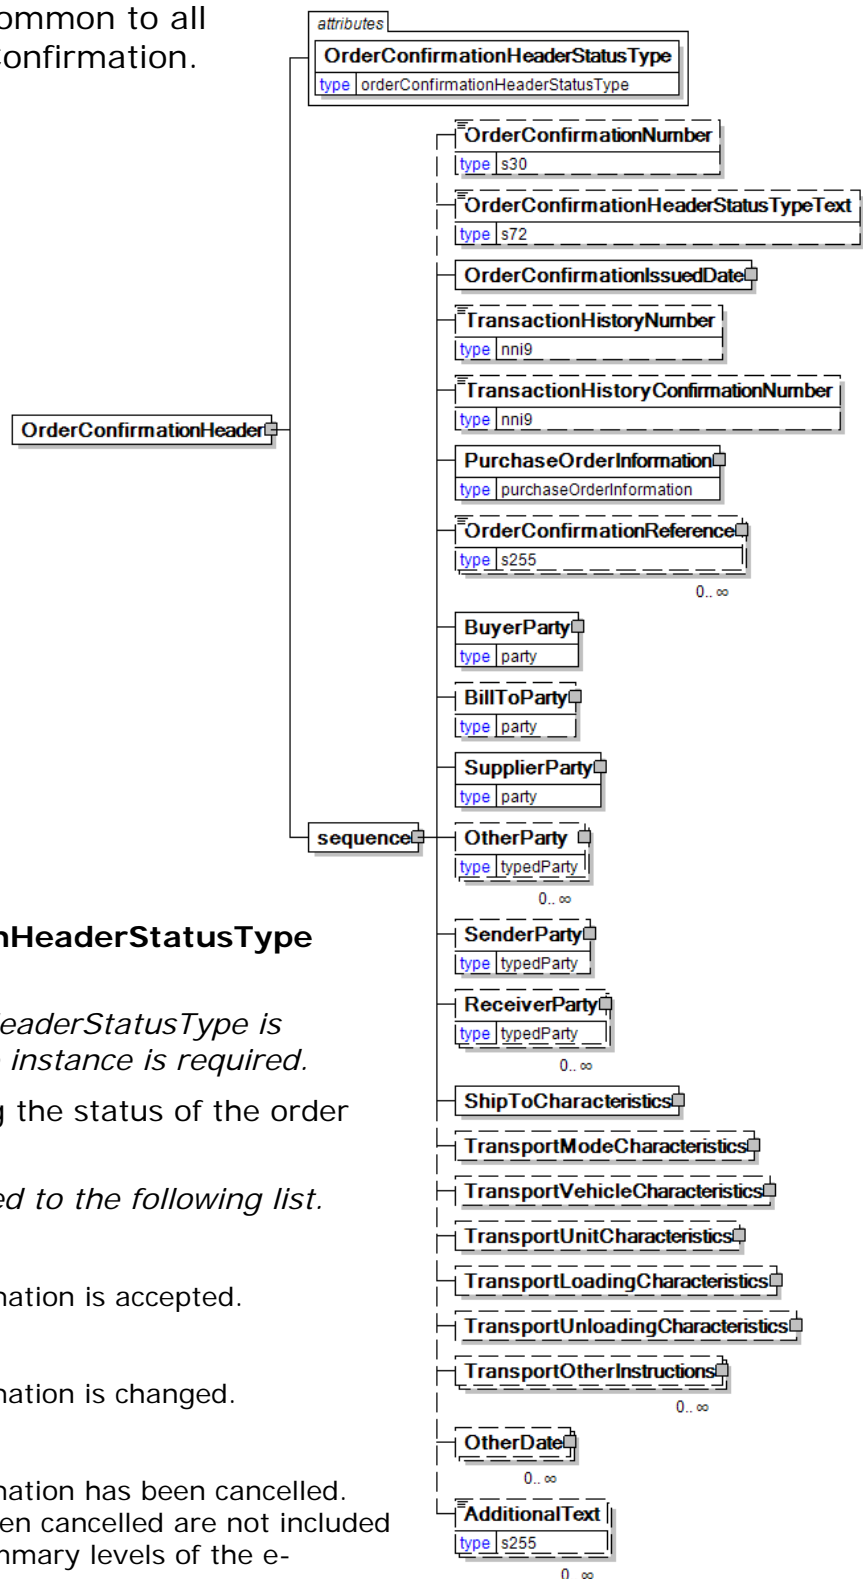 ommon to all
Confirmation.
attributes
OrderConfirmationHeaderStatusType
type orderConfirmationHeaderStatusType
OrderConfirmationNumber
type s30
OrderConfirmationHeaderStatusTypeText
type s72
OrderConfirmationIssuedDate
TransactionHistoryNumber
type nni9
TransactionHistoryConfirmationNumber
type nni9
OrderConfirmationHeader
PurchaseOrderInformation
type purchaseOrderInformation
OrderConfirmationReference
type s255
0.. ∞
BuyerParty
type party
BillToParty
type party
SupplierParty
type party
sequence
OtherParty
type typedParty
0.. ∞
SenderParty
type typedParty
ReceiverParty
type typedParty
0.. ∞
ShipToCharacteristics
TransportModeCharacteristics
TransportVehicleCharacteristics
TransportUnitCharacteristics
TransportLoadingCharacteristics
TransportUnloadingCharacteristics
TransportOtherInstructions
0.. ∞
OtherDate
0.. ∞
AdditionalText
type s255
0.. ∞
nHeaderStatusType
HeaderStatusType is
instance is required.
g the status of the order
ed to the following list.
nation is accepted.
nation is changed.
nation has been cancelled.
en cancelled are not included
mmary levels of the e-